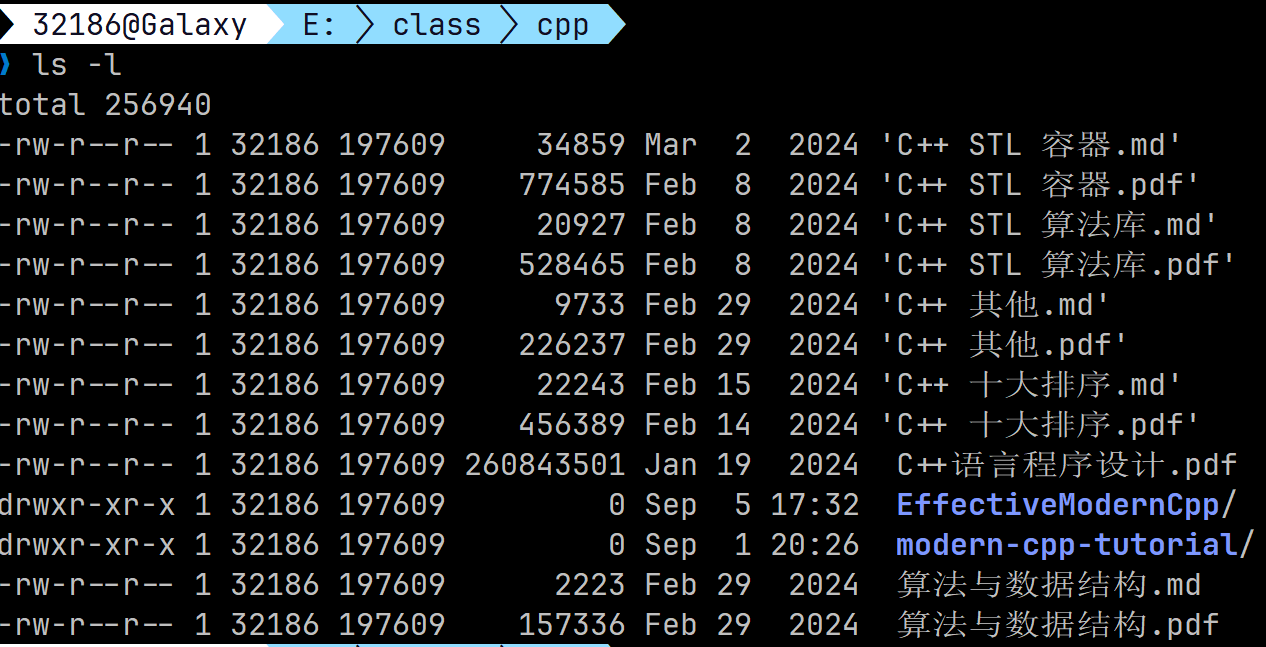 32186@Galaxy E: class cpp
❯ ls -l
total 256940
-rw-r--r-- 1 32186 197609     34859 Mar  2  2024 'C++ STL 容器.md'
-rw-r--r-- 1 32186 197609    774585 Feb  8  2024 'C++ STL 容器.pdf'
-rw-r--r-- 1 32186 197609     20927 Feb  8  2024 'C++ STL 算法库.md'
-rw-r--r-- 1 32186 197609    528465 Feb  8  2024 'C++ STL 算法库.pdf'
-rw-r--r-- 1 32186 197609      9733 Feb 29  2024 'C++ 其他.md'
-rw-r--r-- 1 32186 197609    226237 Feb 29  2024 'C++ 其他.pdf'
-rw-r--r-- 1 32186 197609     22243 Feb 15  2024 'C++ 十大排序.md'
-rw-r--r-- 1 32186 197609    456389 Feb 14  2024 'C++ 十大排序.pdf'
-rw-r--r-- 1 32186 197609 260843501 Jan 19  2024  C++语言程序设计.pdf
drwxr-xr-x 1 32186 197609         0 Sep  5 17:32  EffectiveModernCpp/
drwxr-xr-x 1 32186 197609         0 Sep  1 20:26  modern-cpp-tutorial/
-rw-r--r-- 1 32186 197609      2223 Feb 29  2024  算法与数据结构.md
-rw-r--r-- 1 32186 197609    157336 Feb 29  2024  算法与数据结构.pdf